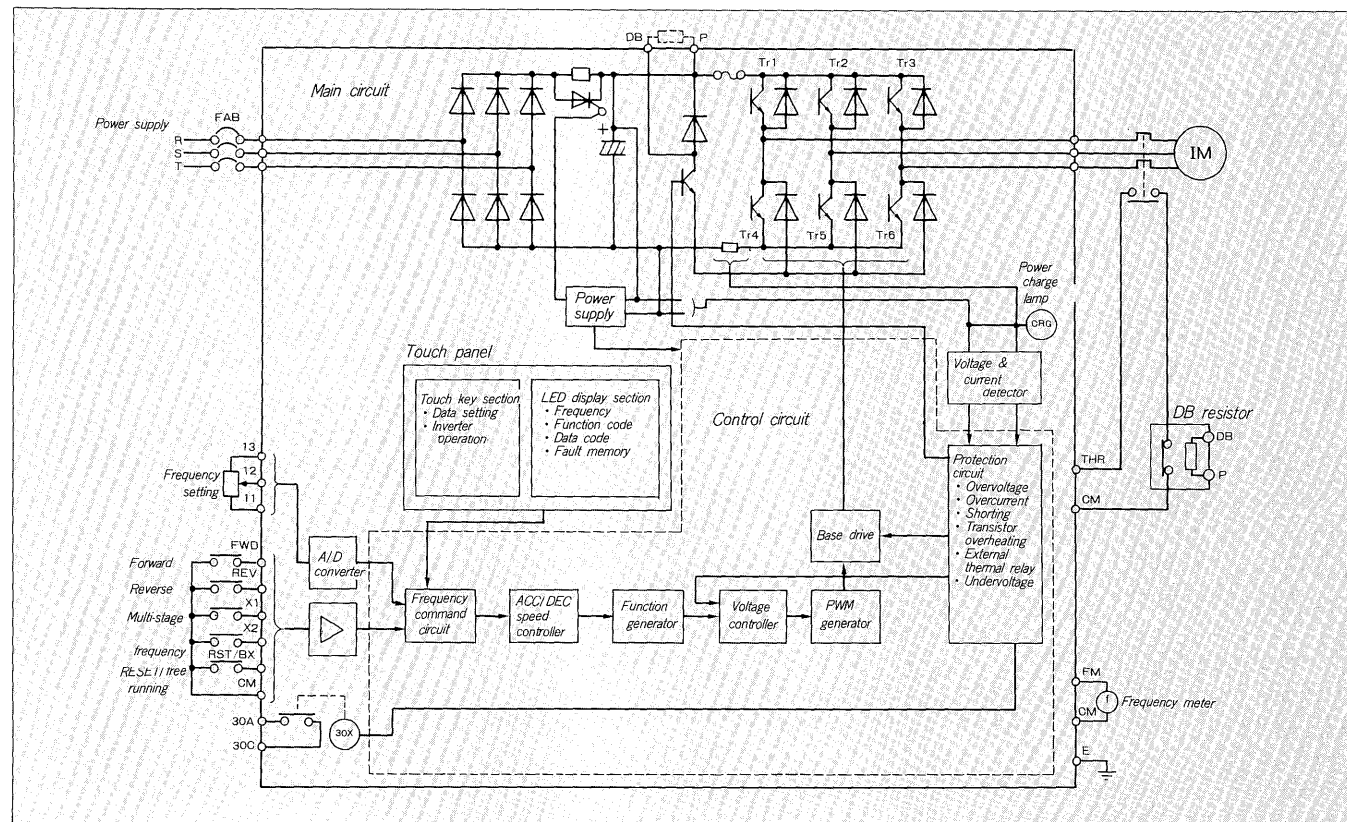 DB
P
Tr1
Tr2
Tr3
Main circuit
Power supply
FAB
R
S
T
+
IM
Tr4
Tr5
Tr6
Power
charge
lamp
CRG
Power
supply
Touch panel
Touch key section
• Data setting
• Inverter
operation
LED display section
• Frequency
• Function code
• Data code
• Fault memory
Control circuit
Voltage &
current
detector
DB resistor
DB
P
THR
CM
13
12
11
Frequency
setting
Protection
circuit
• Overvoltage
• Overcurrent
• Shorting
• Transistor
overheating
• External
thermal relay
• Undervoltage
Base drive
A/D
converter
FWD
Forward
REV
Reverse
X1
Multi-stage
X2
frequency
RST/BX
RESET/free
running
CM
Frequency
command
circuit
ACC/DEC
speed
controller
Function
generator
Voltage
controller
PWM
generator
30A
30C
30X
FM
CM
f
Frequency meter
E